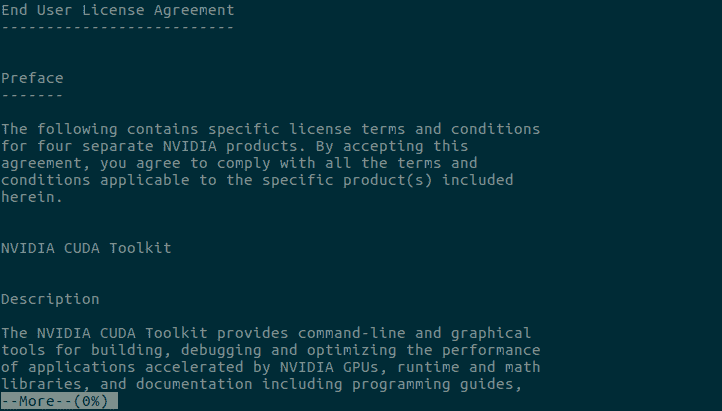 End User License Agreement
--------------------------
Preface
-------
The following contains specific license terms and conditions
for four separate NVIDIA products. By accepting this
agreement, you agree to comply with all the terms and
conditions applicable to the specific product(s) included
herein.
NVIDIA CUDA Toolkit
Description
The NVIDIA CUDA Toolkit provides command-line and graphical
tools for building, debugging and optimizing the performance
of applications accelerated by NVIDIA GPUs, runtime and math
libraries, and documentation including programming guides,
--More--(0%)